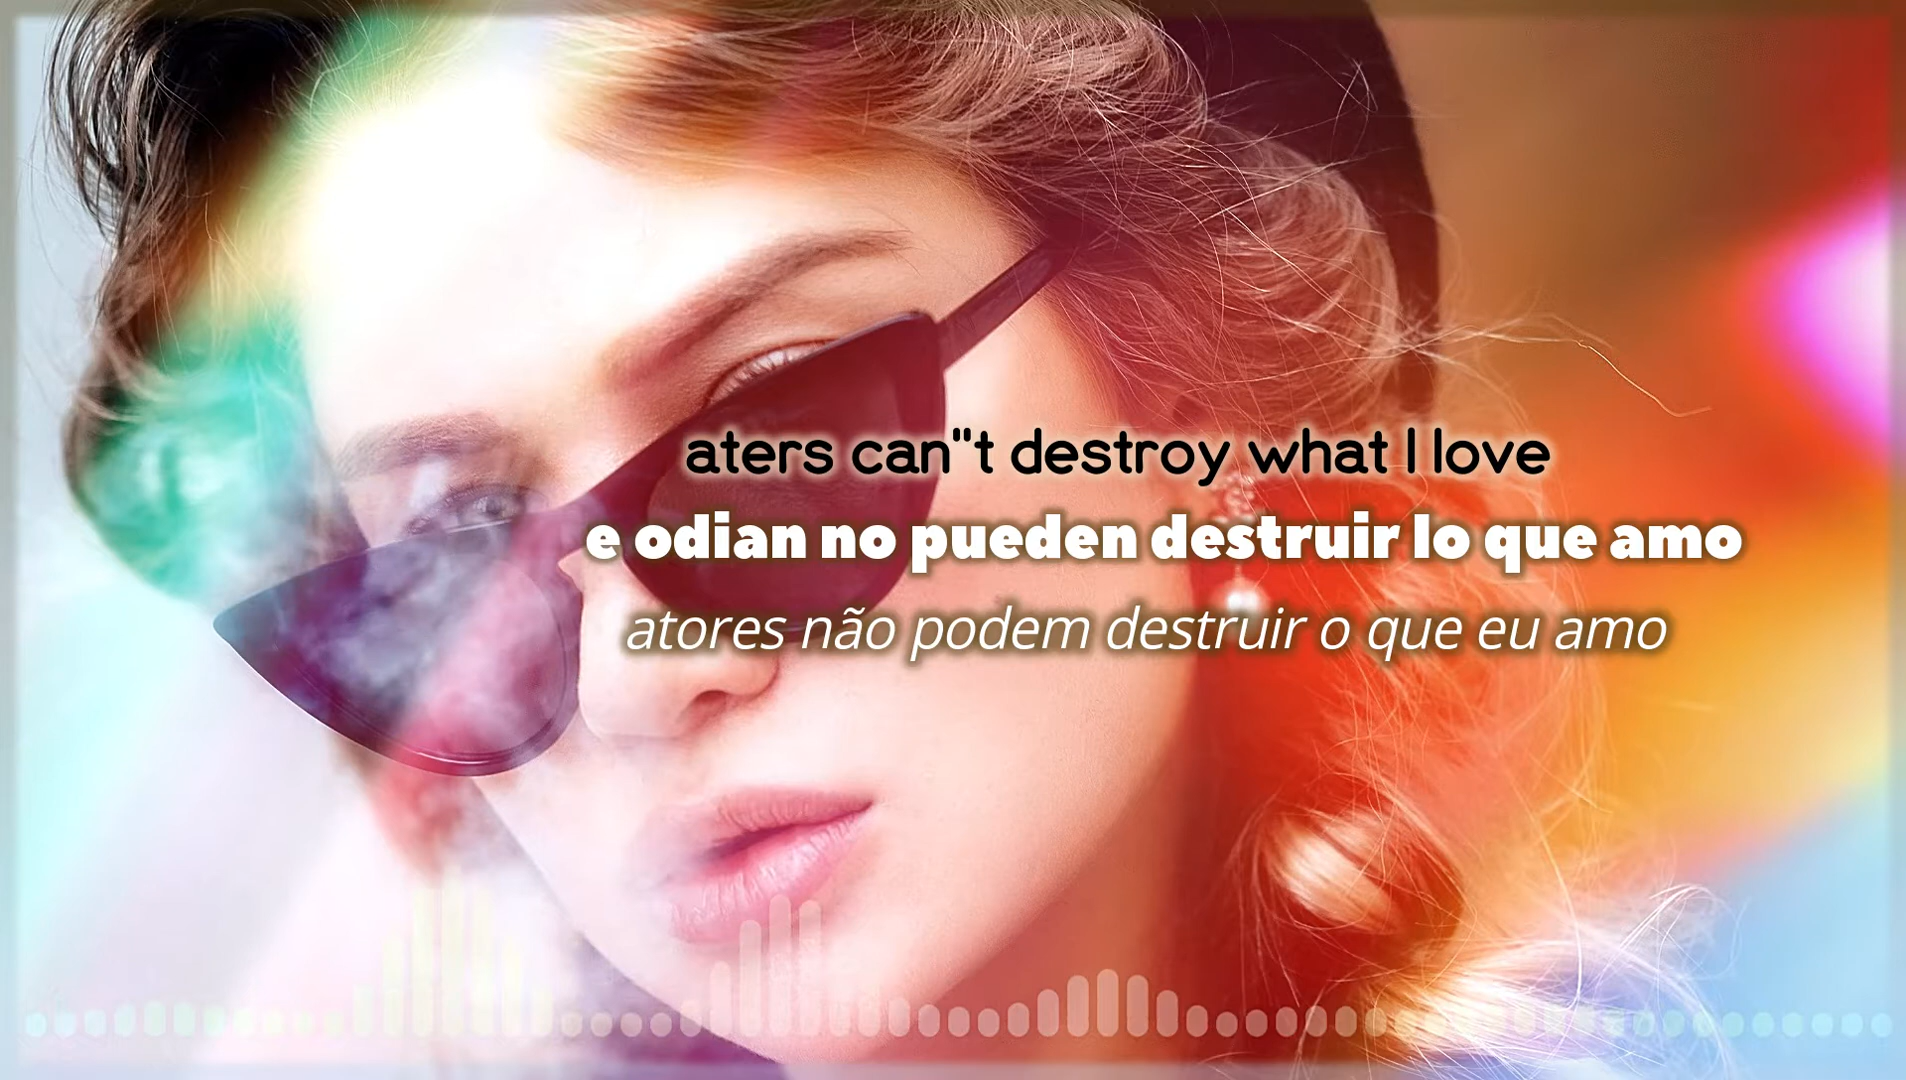 aters can"t destroy what I love
e odian no pueden destruir lo que amo
atores não podem destruir o que eu amo